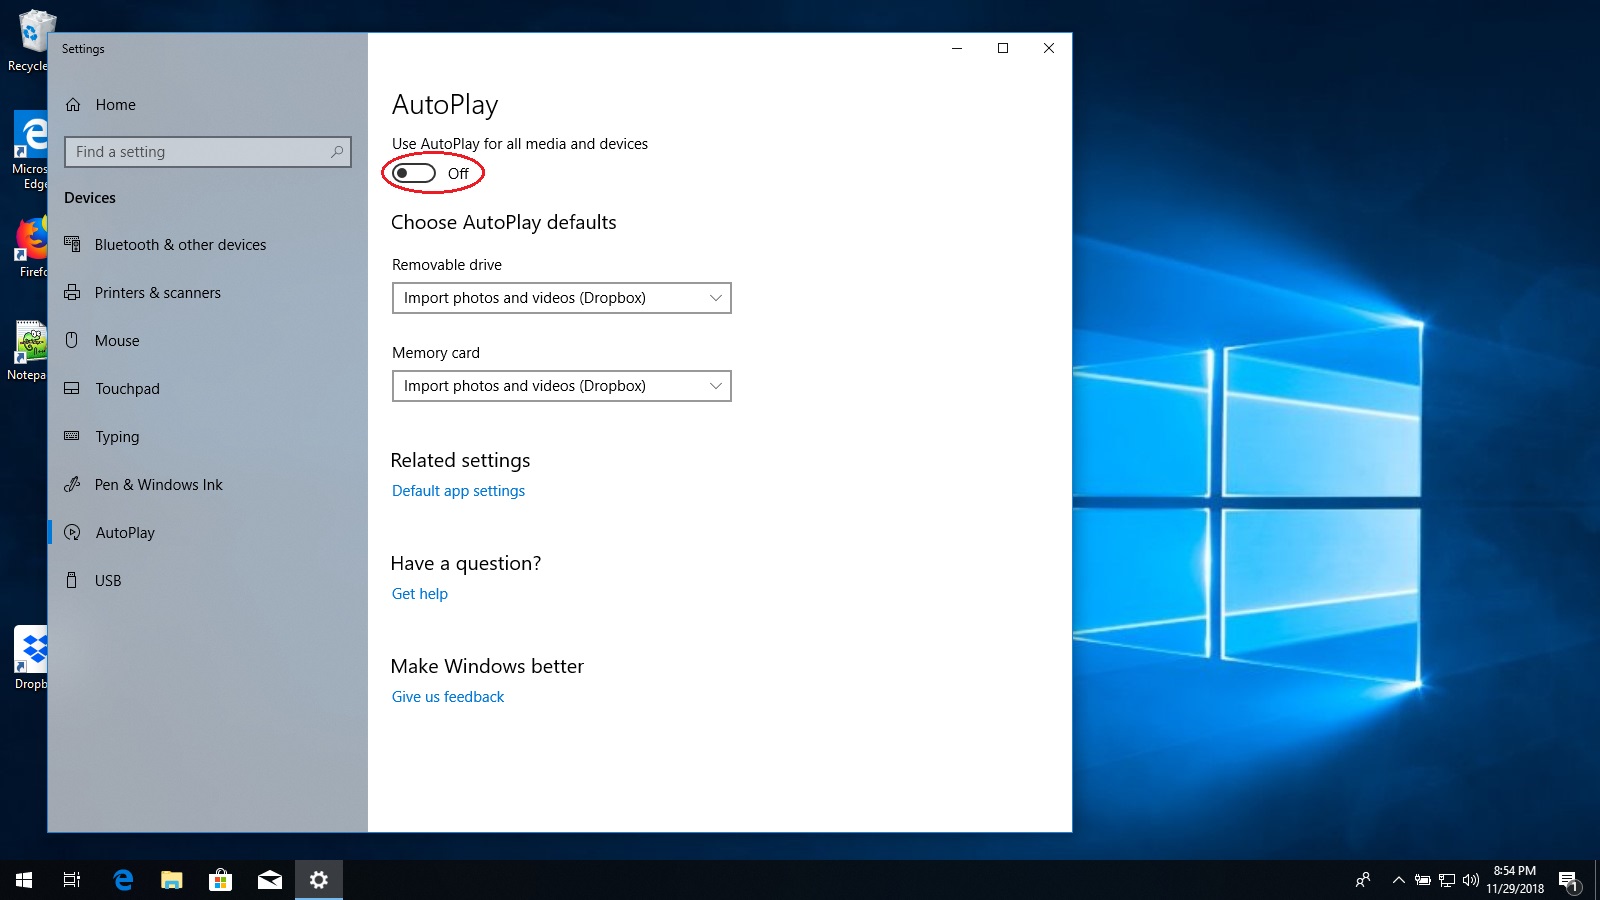 Recycle
Settings
Home
Find a setting
Devices
Bluetooth & other devices
Printers & scanners
Mouse
Touchpad
Typing
Pen & Windows Ink
AutoPlay
USB
AutoPlay
Use AutoPlay for all media and devices
Off
Choose AutoPlay defaults
Removable drive
Import photos and videos (Dropbox)
Memory card
Import photos and videos (Dropbox)
Related settings
Default app settings
Have a question?
Get help
Make Windows better
Give us feedback
Micros
Edge
Firefo
Notepa
Dropb
8:54 PM
11/29/2018
1